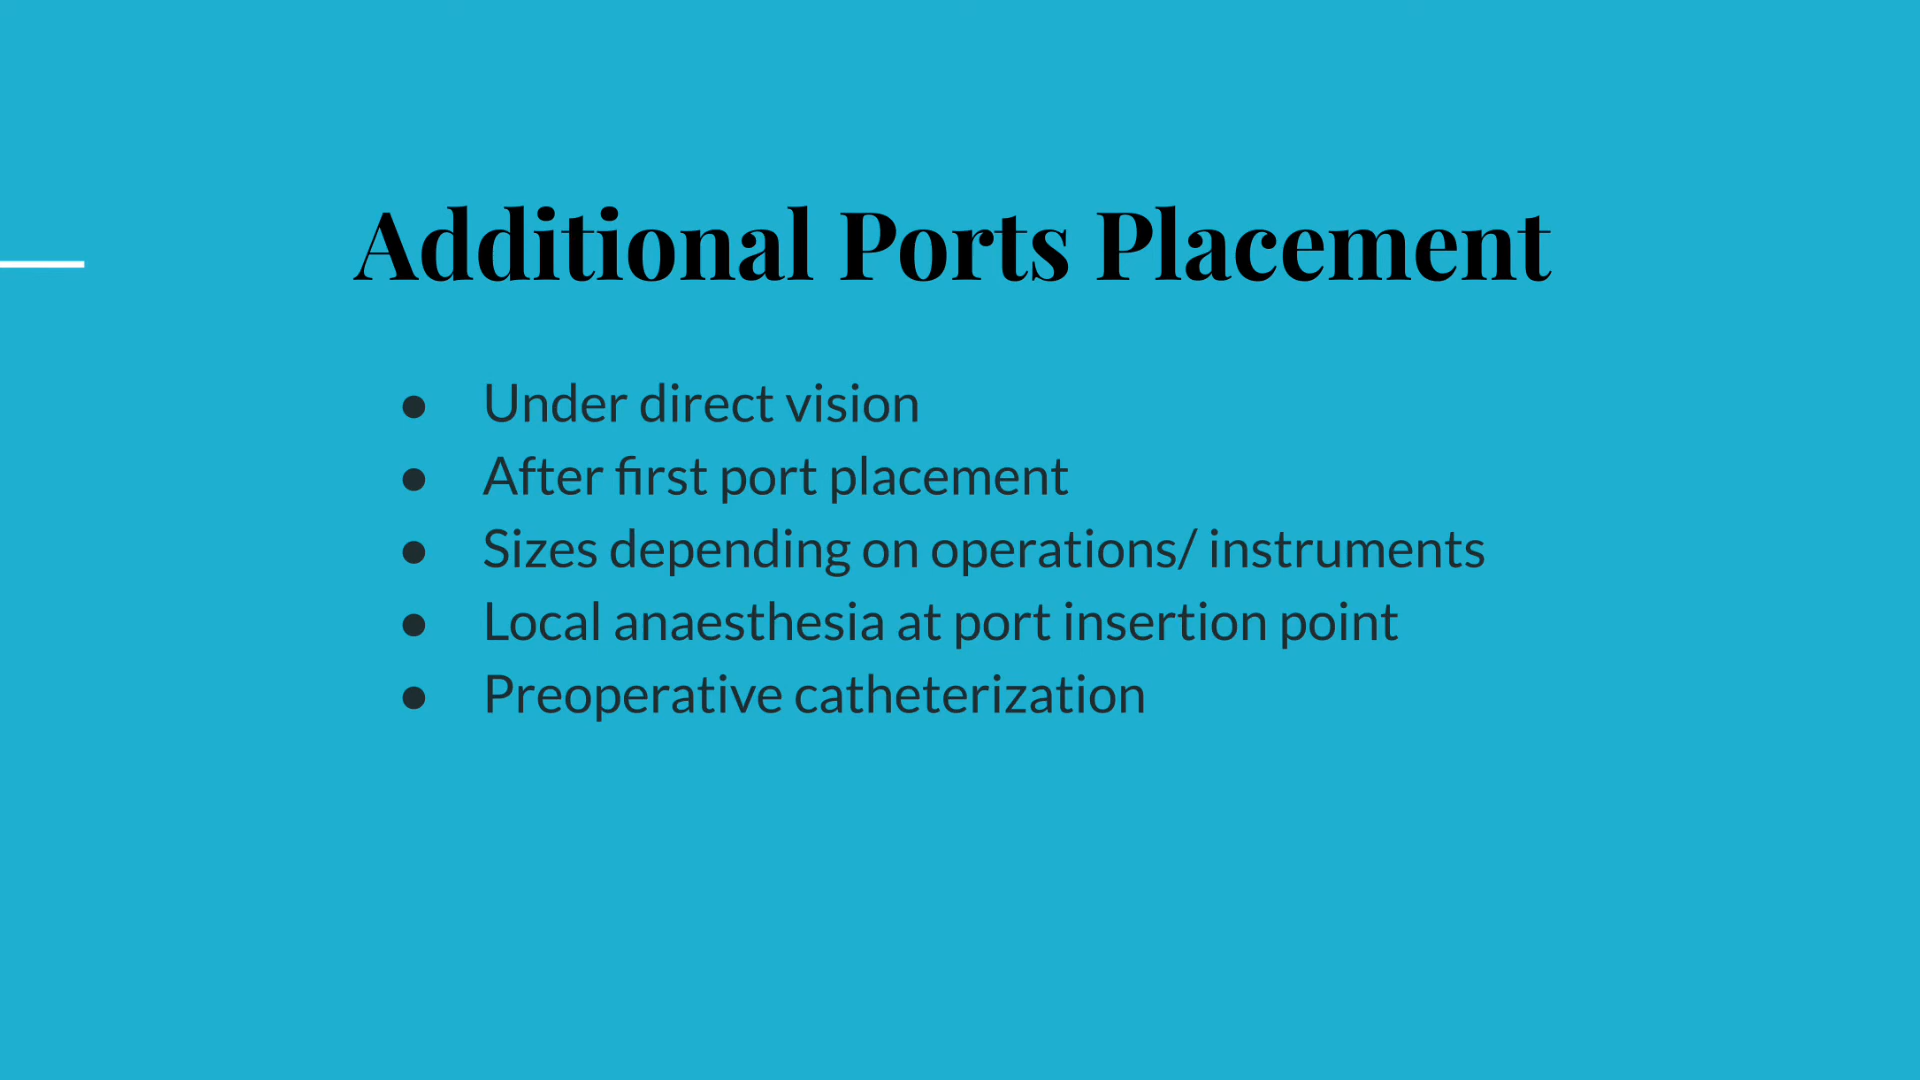 Additional Ports Placement
● Under direct vision
● After first port placement
● Sizes depending on operations/ instruments
● Local anaesthesia at port insertion point
● Preoperative catheterization